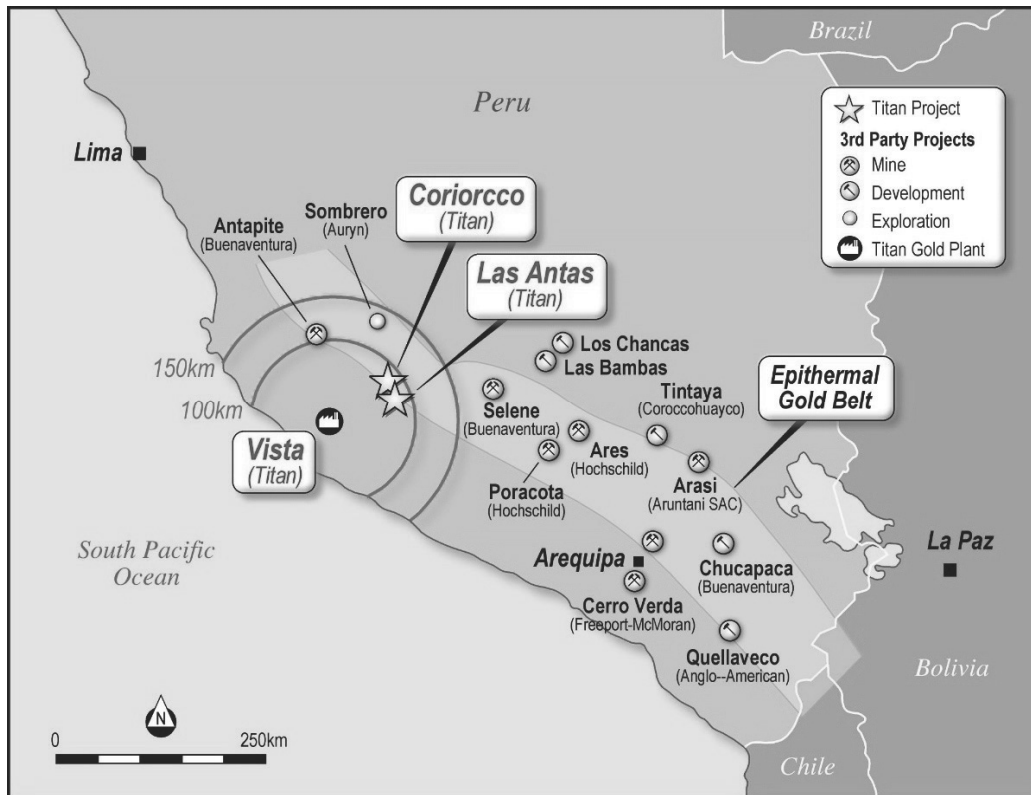 Brazil
Peru
Titan Project
3rd Party Projects
Mine
Development
Exploration
Titan Gold Plant
Lima
Coriorcco
(Titan)
Sombrero
(Auryn)
Antapite
(Buenaventura)
Las Antas
(Titan)
150km
100km
Los Chancas
Las Bambas
Tintaya
(Coroccohuayco)
Epithermal
Gold Belt
Selene
(Buenaventura)
Ares
(Hochschild)
Vista
(Titan)
Poracota
(Hochschild)
Arasi
(Aruntani SAC)
South Pacific
Ocean
Arequipa
Chucapaca
(Buenaventura)
La Paz
Cerro Verda
(Freeport-McMoran)
Quellaveco
(Anglo--American)
Bolivia
N
0 250km
Chile